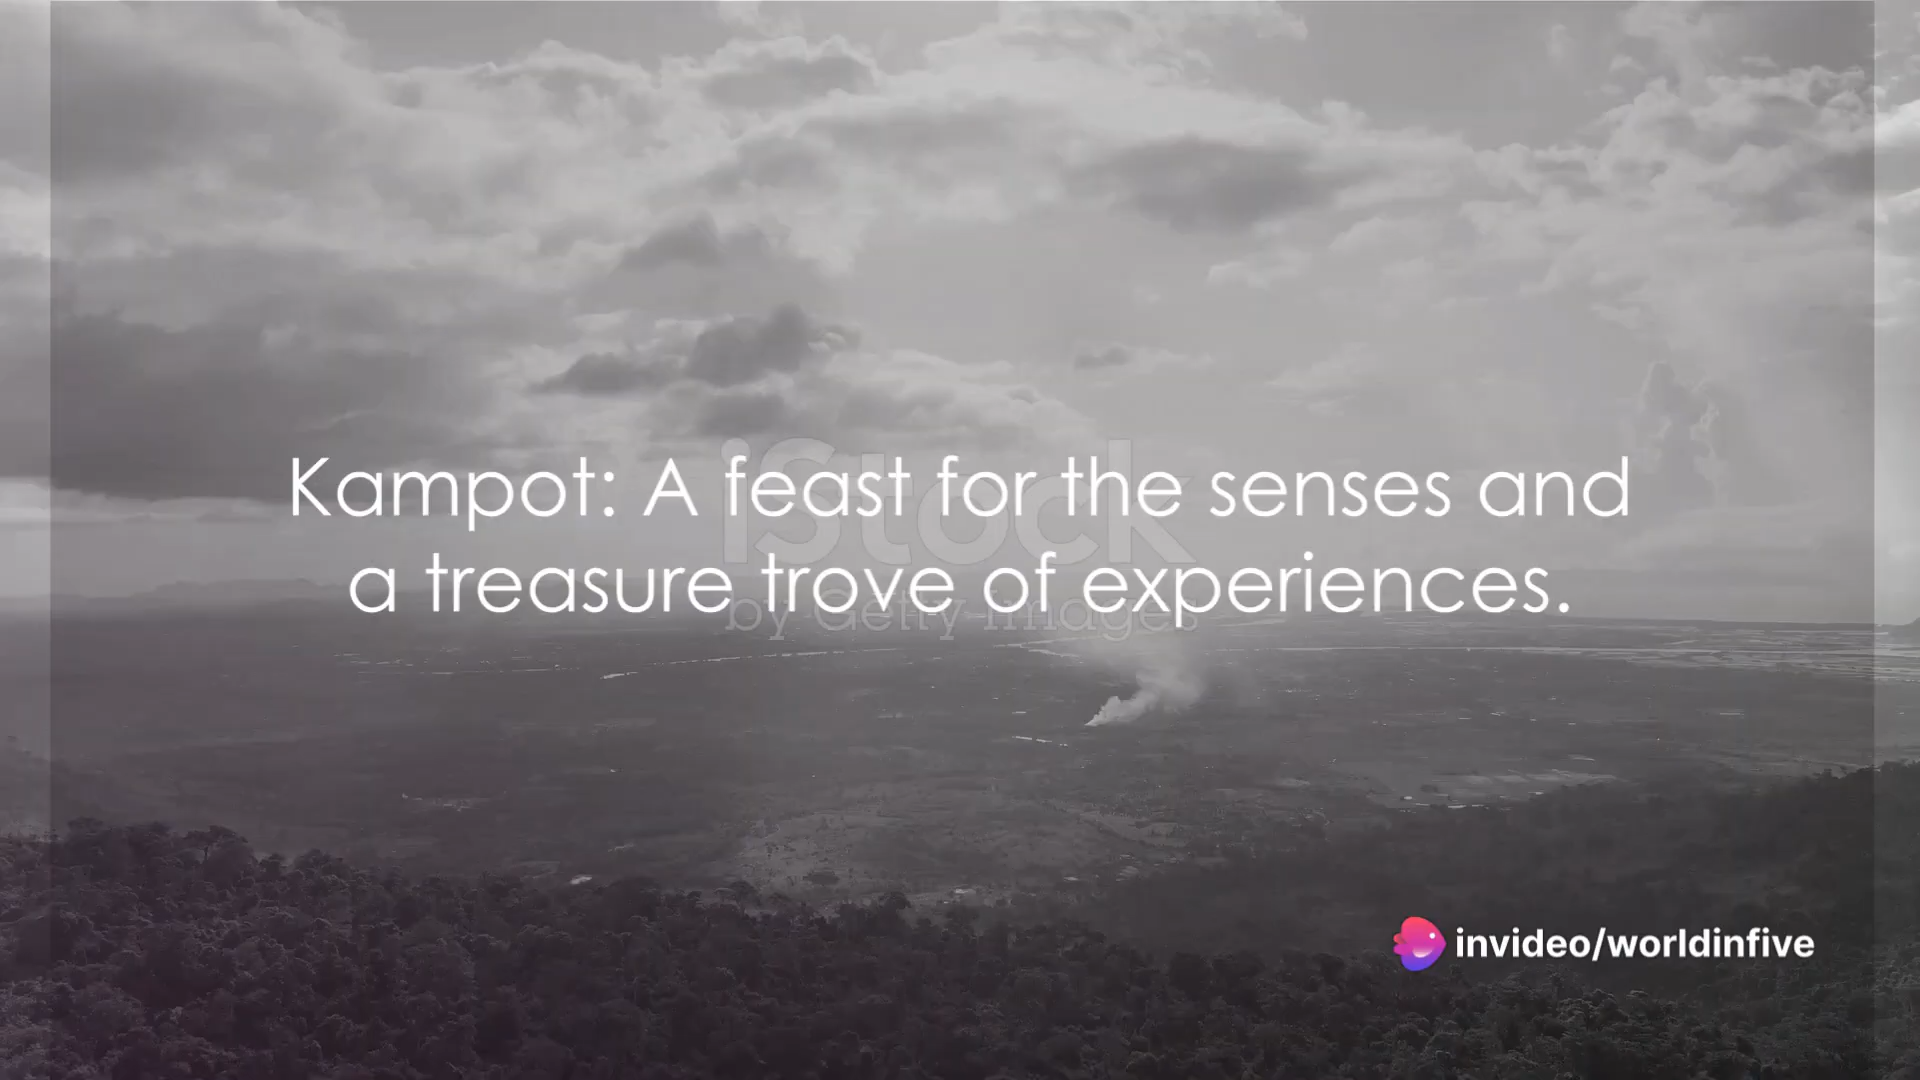 Kampot: A feast for the senses and
a treasure trove of experiences.
iStock
by Getty Images
invideo/worldinfive